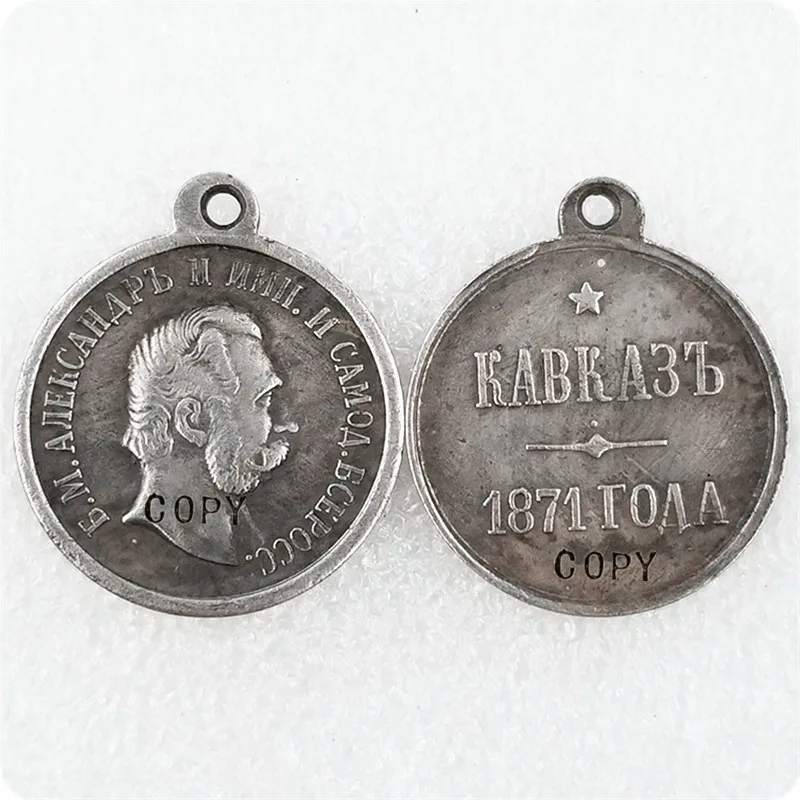 Б.М.АЛЕКСАНДРЪ II ИМП. И САМОД.ВСЕРОСС.
COPY
КАВКАЗЪ
1871 ГОДА
COPY